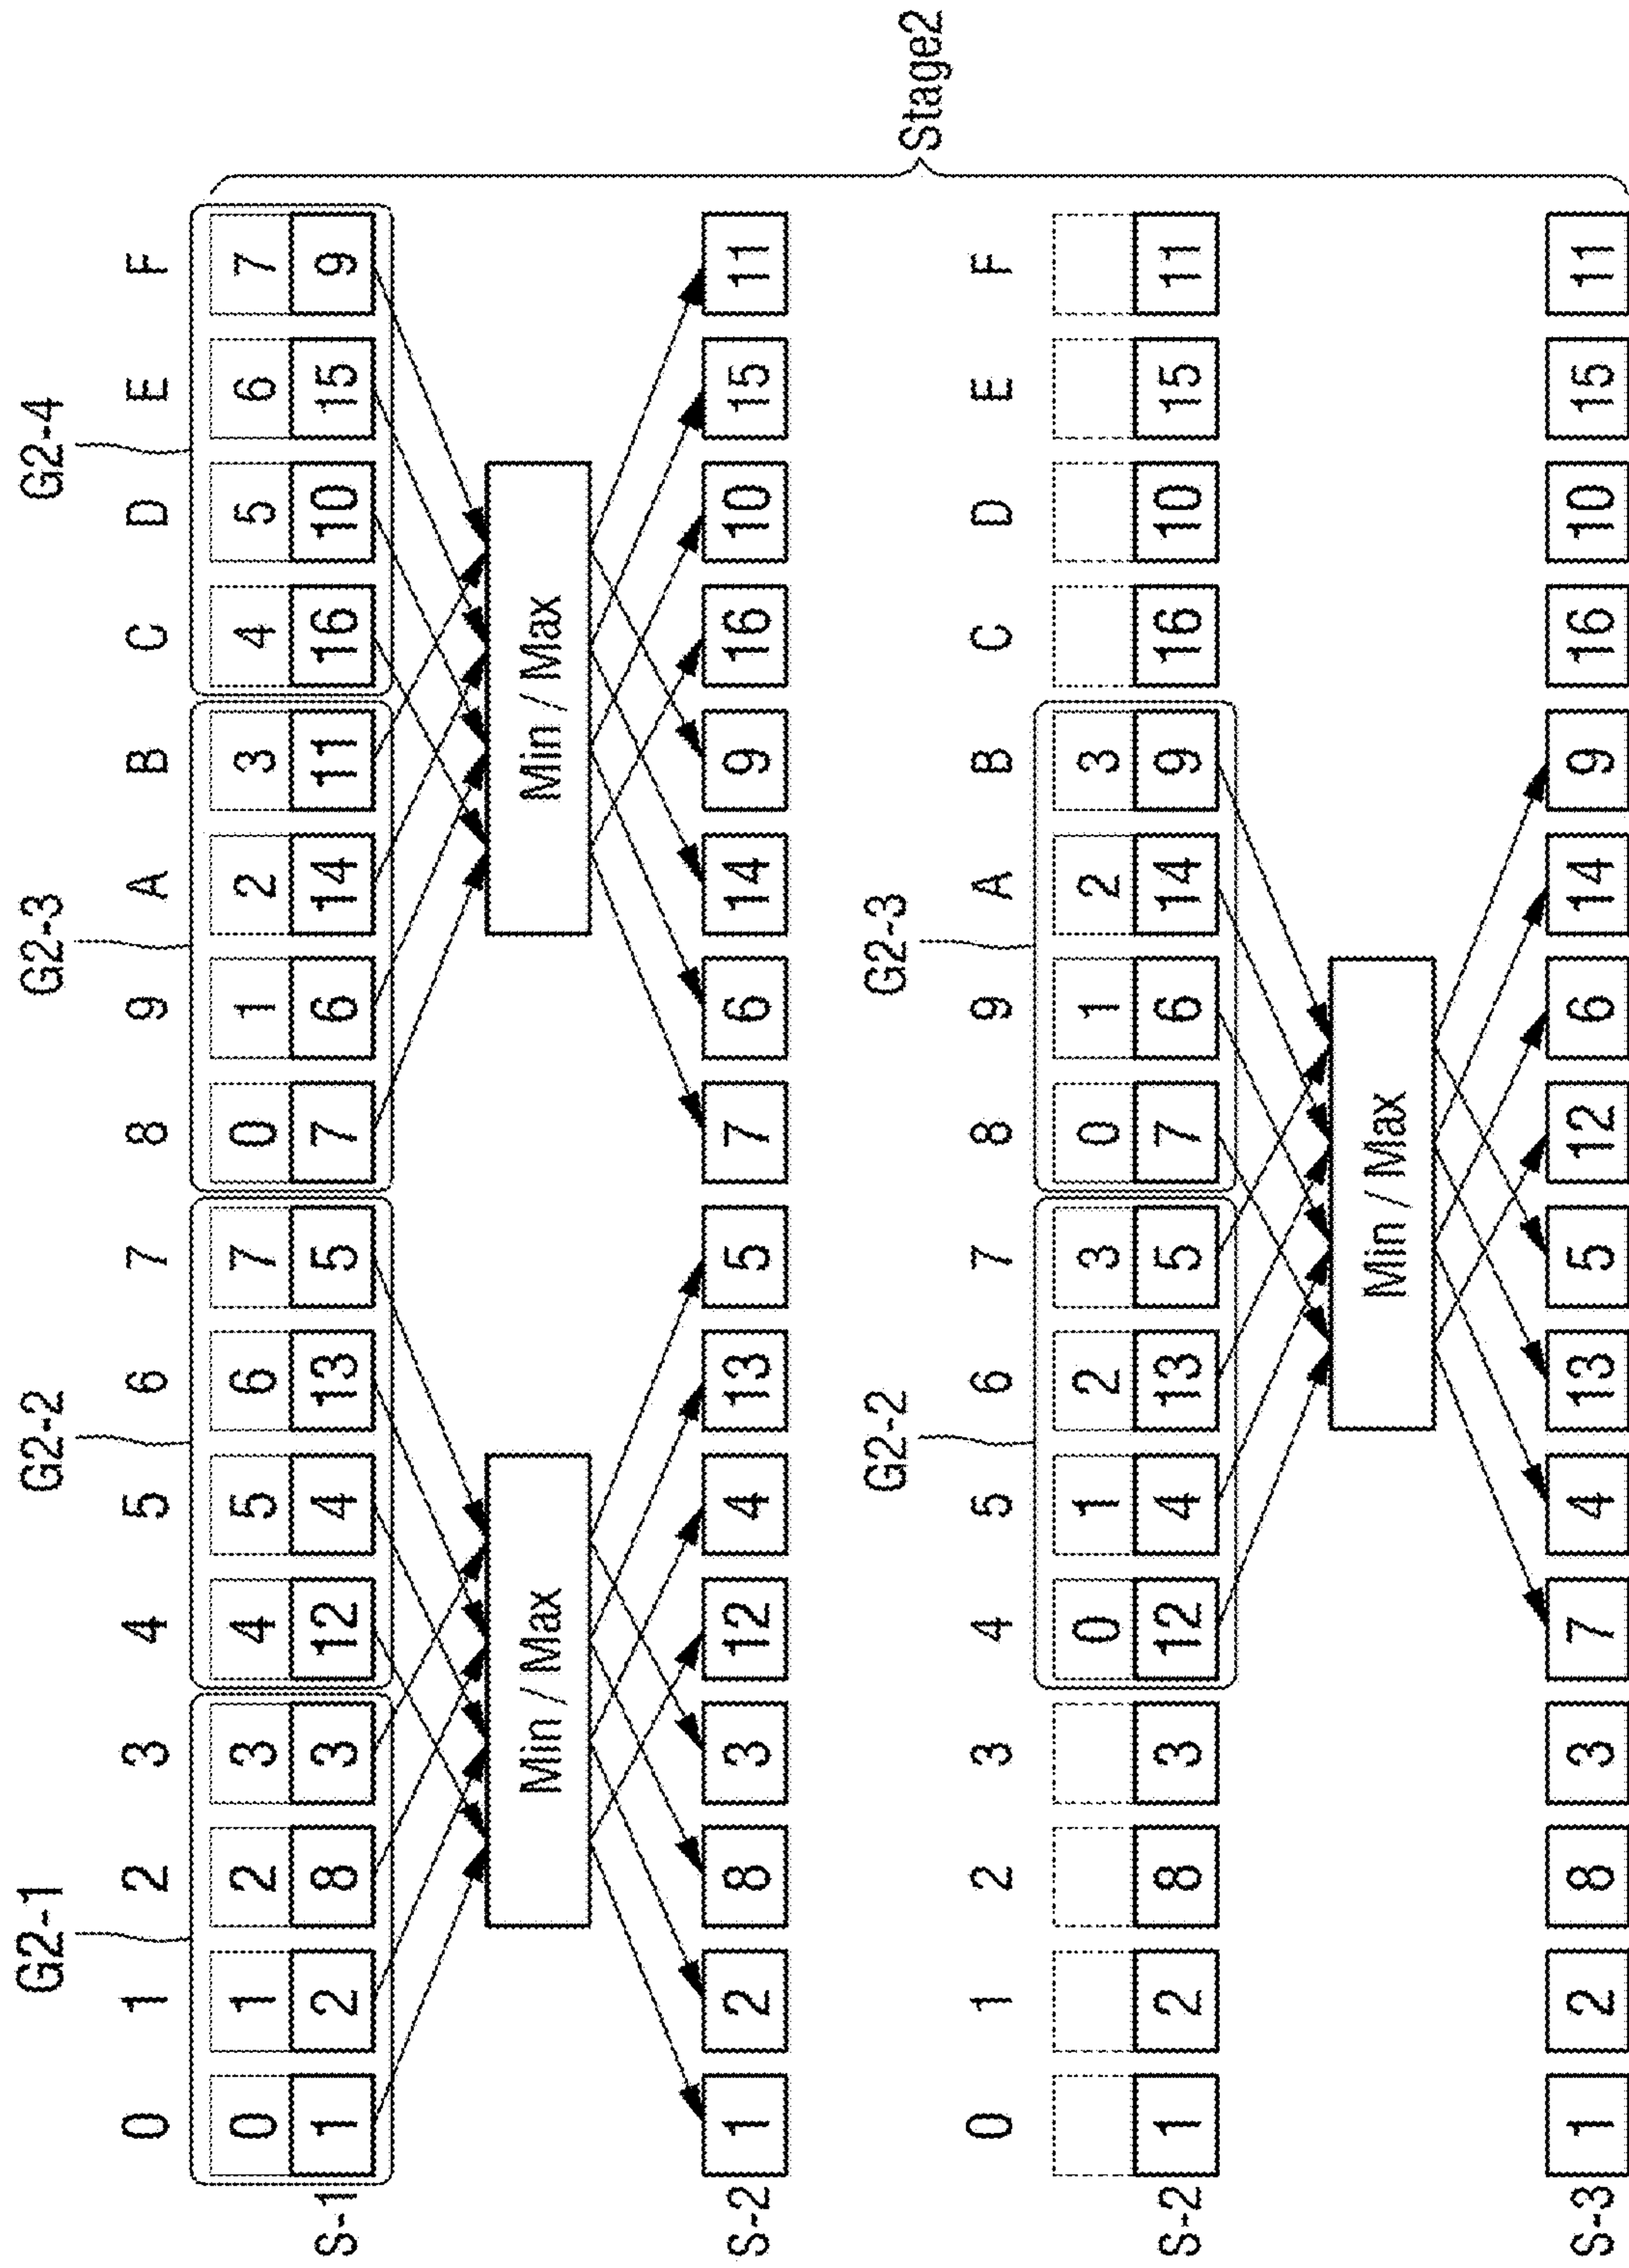 G2-1 G2-2 G2-3 G2-4
0 1 2 3 4 5 6 7 8 9 A B C D E F
0 1 2 3 4 5 6 7 0 1 2 3 4 5 6 7
S-1 1 2 8 3 12 4 13 5 7 6 14 11 16 10 15 9
Min / Max Min / Max
S-2 1 2 8 3 12 4 13 5 7 6 14 9 16 10 15 11
Stage2
G2-2 G2-3
0 1 2 3 4 5 6 7 8 9 A B C D E F
0 1 2 3 0 1 2 3
S-2 1 2 8 3 12 4 13 5 7 6 14 9 16 10 15 11
Min / Max
S-3 1 2 8 3 7 4 13 5 12 6 14 9 16 10 15 11